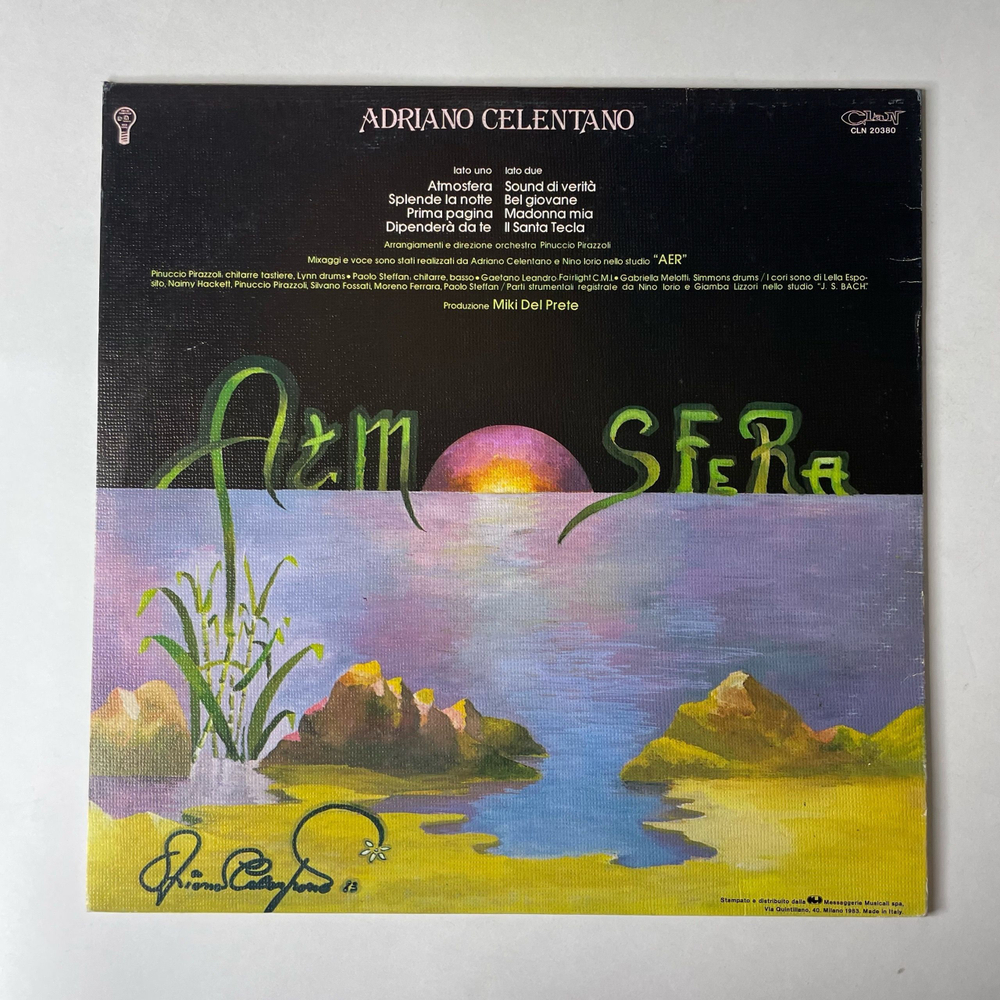 ADRIANO CELENTANO
Clan
CLN 20380
lato uno lato due
Atmosfera Sound di verità
Splende la notte Bel giovane
Prima pagina Madonna mia
Dipenderà da te Il Santa Tecla
Arrangiamenti e direzione orchestra Pinuccio Pirazzoli
Mixaggi e voce sono stati realizzati da Adriano Celentano e Nino Iorio nello studio "AER"
Pinuccio Pirazzoli: chitarre tastiere, Lynn drums • Paolo Steffan: chitarre, basso • Gaetano Leandro: Fairlight C.M.I. • Gabriella Melotti: Simmons drums / I cori sono di Lella Espo-
sito, Naimy Hackett, Pinuccio Pirazzoli, Silvano Fossati, Moreno Ferrara, Paolo Steffan / Parti strumentali registrate da Nino Iorio e Giamba Lizzori nello studio "J. S. BACH".
Produzione Miki Del Prete
AtmOSFeRa
Adriano Celentano 83
Stampato e distribuito dalla Messaggerie Musicali spa,
Via Quintiliano, 40, Milano 1983. Made in Italy.